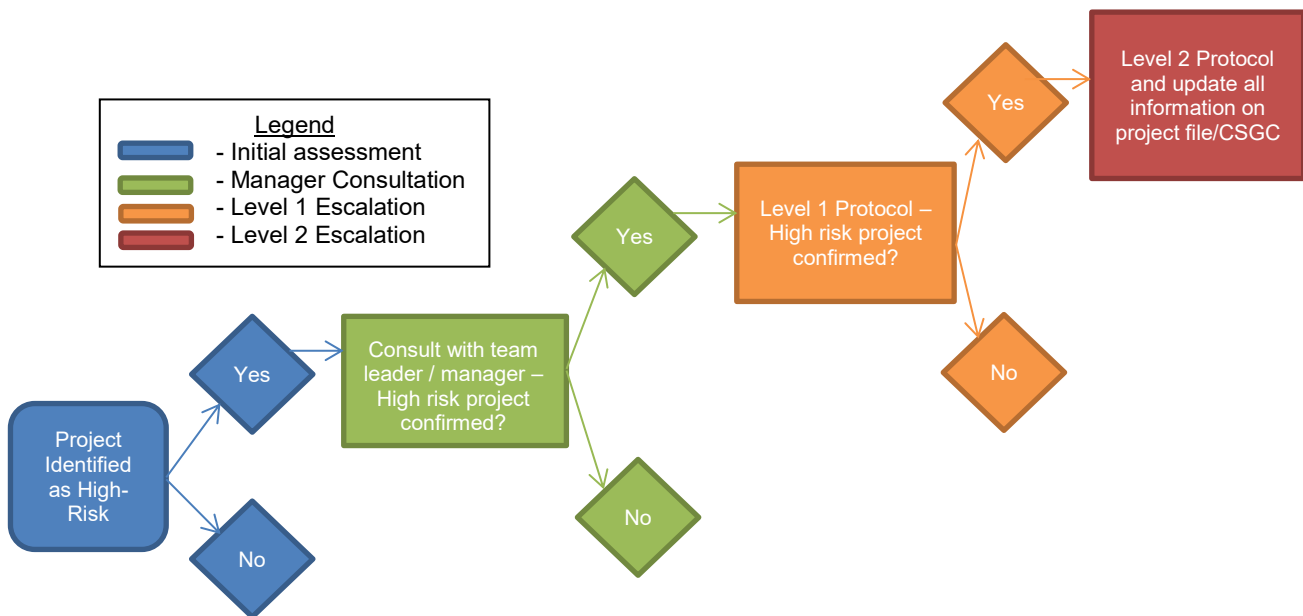 Legend
- Initial assessment
- Manager Consultation
- Level 1 Escalation
- Level 2 Escalation
Project
Identified
as High-
Risk
Yes
No
Consult with team
leader / manager –
High risk project
confirmed?
Yes
No
Level 1 Protocol –
High risk project
confirmed?
Yes
No
Level 2 Protocol
and update all
information on
project file/CSGC